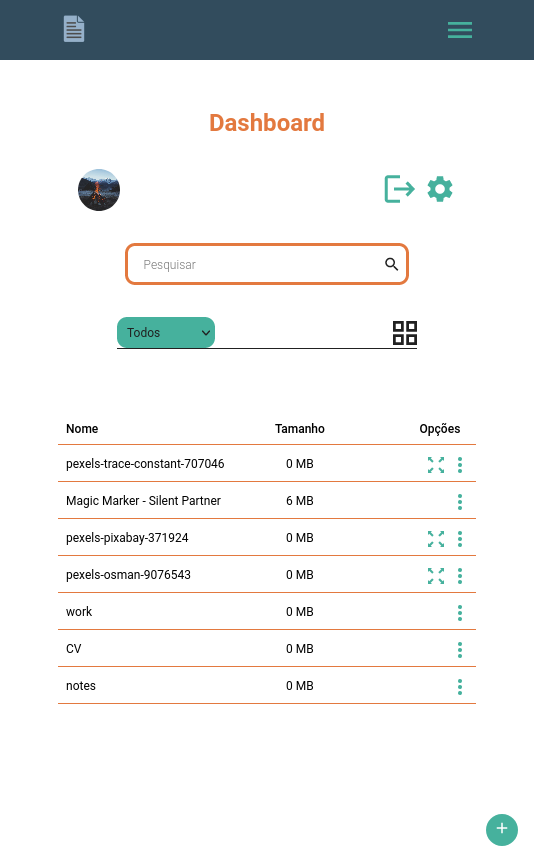 Dashboard
Pesquisar
Todos
Nome Tamanho Opções
pexels-trace-constant-707046 0 MB
Magic Marker - Silent Partner 6 MB
pexels-pixabay-371924 0 MB
pexels-osman-9076543 0 MB
work 0 MB
CV 0 MB
notes 0 MB
+